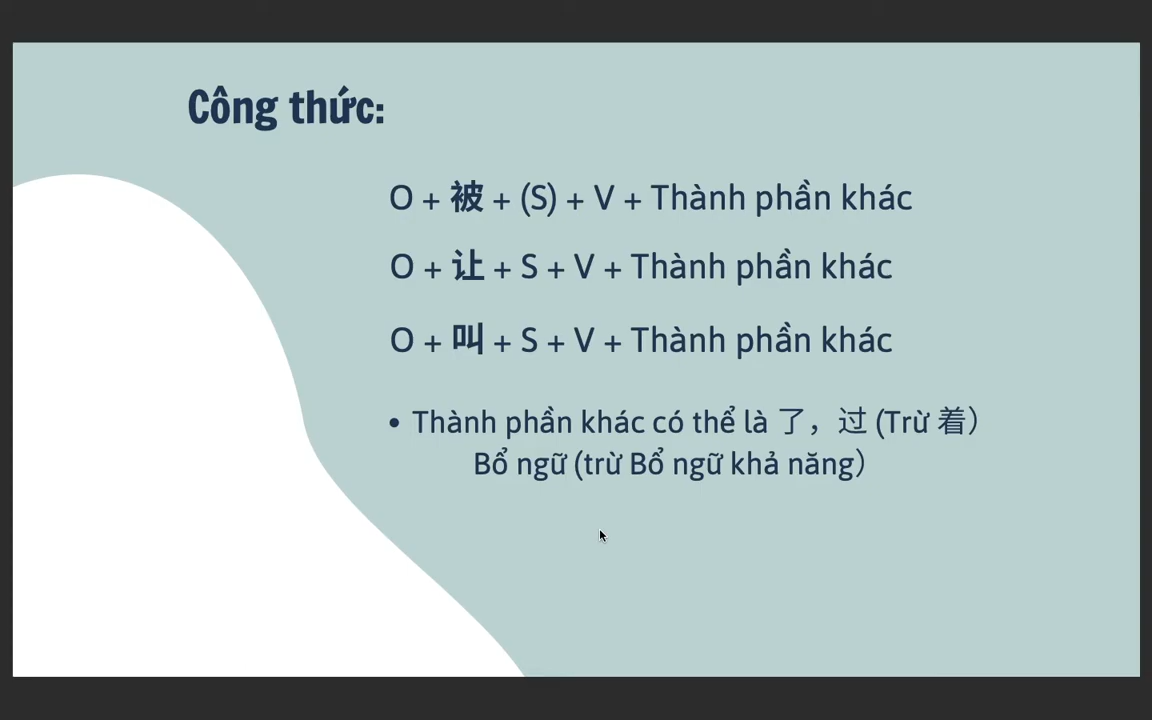 Công thức:
O + 被 + (S) + V + Thành phần khác
O + 让 + S + V + Thành phần khác
O + 叫 + S + V + Thành phần khác
• Thành phần khác có thể là 了，过 (Trừ 着）
Bổ ngữ (trừ Bổ ngữ khả năng）